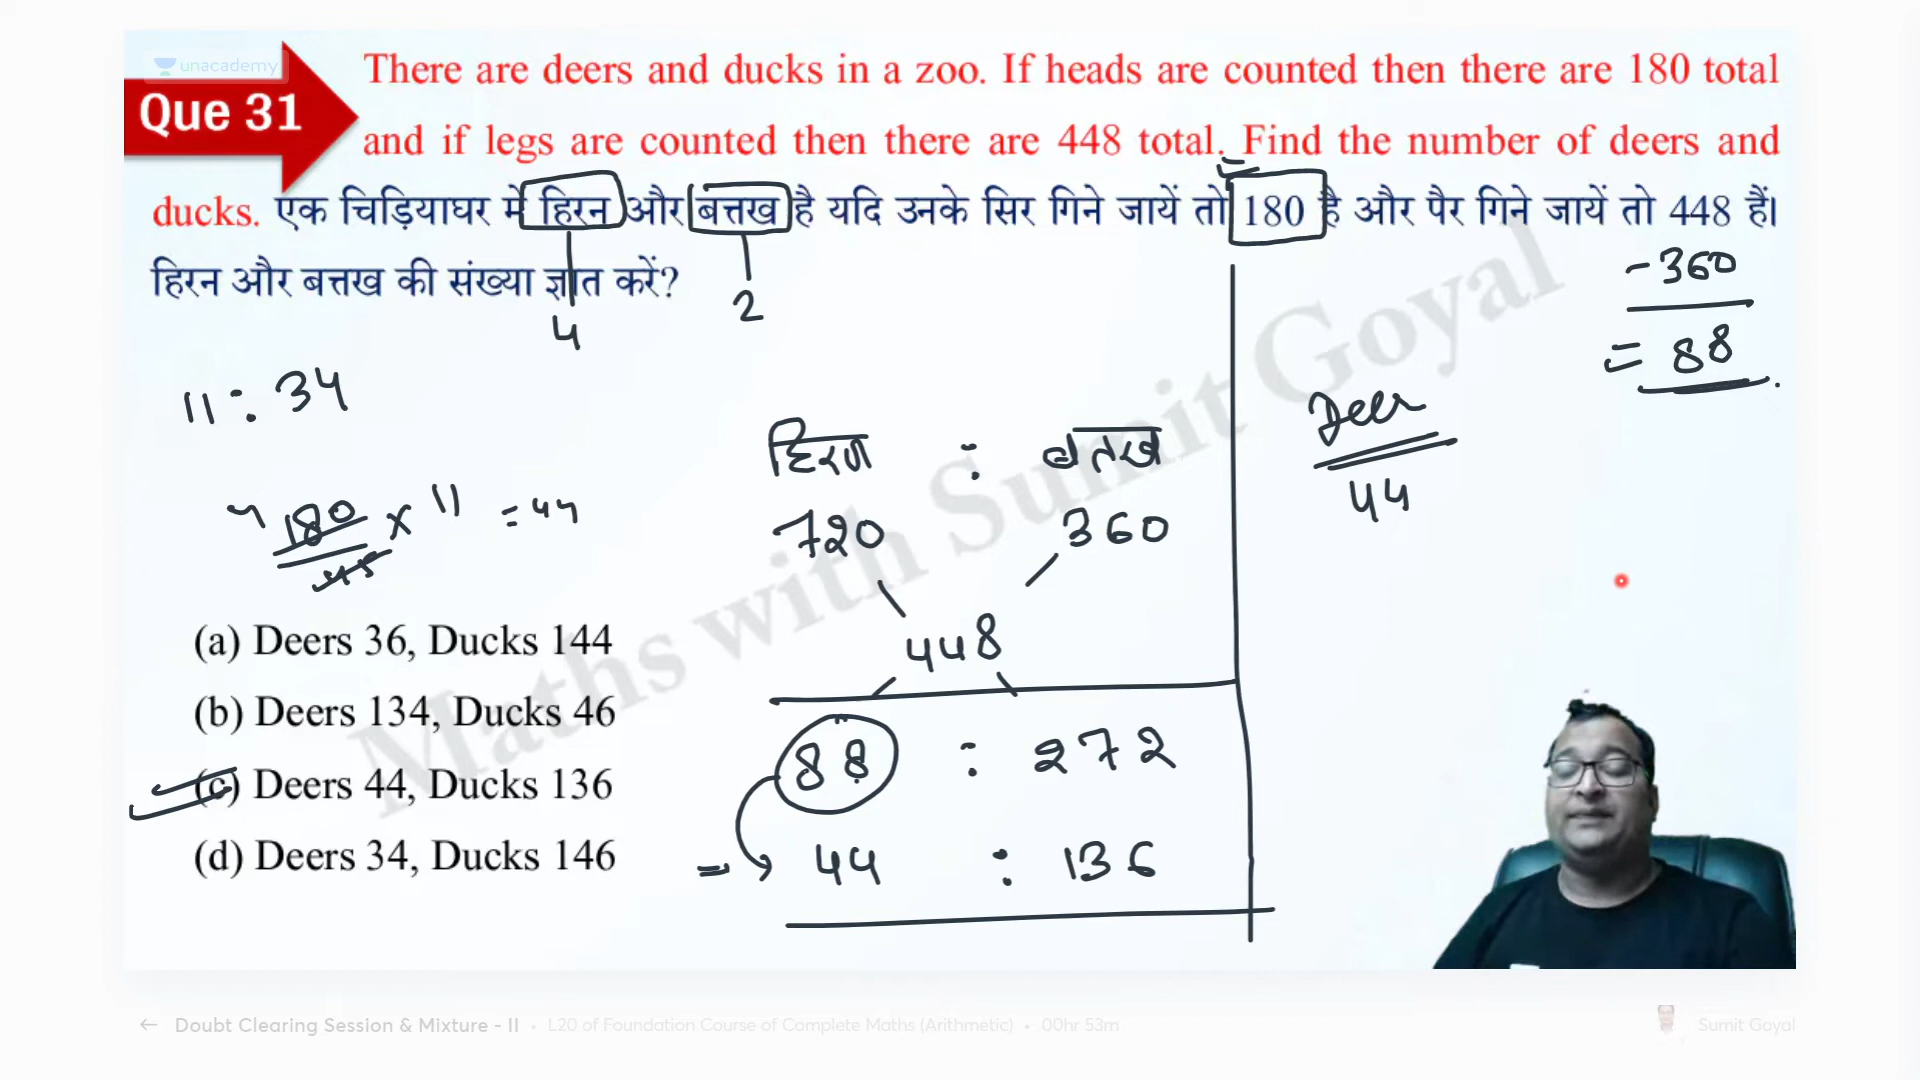 unacademy
Que 31
There are deers and ducks in a zoo. If heads are counted then there are 180 total
and if legs are counted then there are 448 total. Find the number of deers and
ducks. एक चिड़ियाघर में हिरन और बत्तख है यदि उनके सिर गिने जायें तो 180 है और पैर गिने जायें तो 448 हैं।
हिरन और बत्तख की संख्या ज्ञात करें?
4
2
- 360
= 88
11 : 34
हिरण : बतख
Deer
44
4 180/45 × 11 = 44
720 360
448
(a) Deers 36, Ducks 144
(b) Deers 134, Ducks 46
(c) Deers 44, Ducks 136
(d) Deers 34, Ducks 146
88 : 272
= 44 : 136
Maths with Sumit Goyal
← Doubt Clearing Session & Mixture - II • L20 of Foundation Course of Complete Maths (Arithmetic) • 00hr 53m
Sumit Goyal